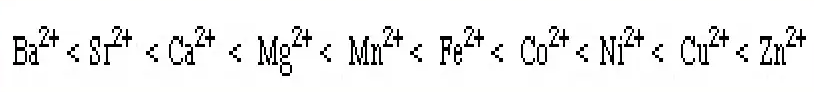 Ba²⁺ < Sr²⁺ < Ca²⁺ < Mg²⁺ < Mn²⁺ < Fe²⁺ < Co²⁺ < Ni²⁺ < Cu²⁺ < Zn²⁺